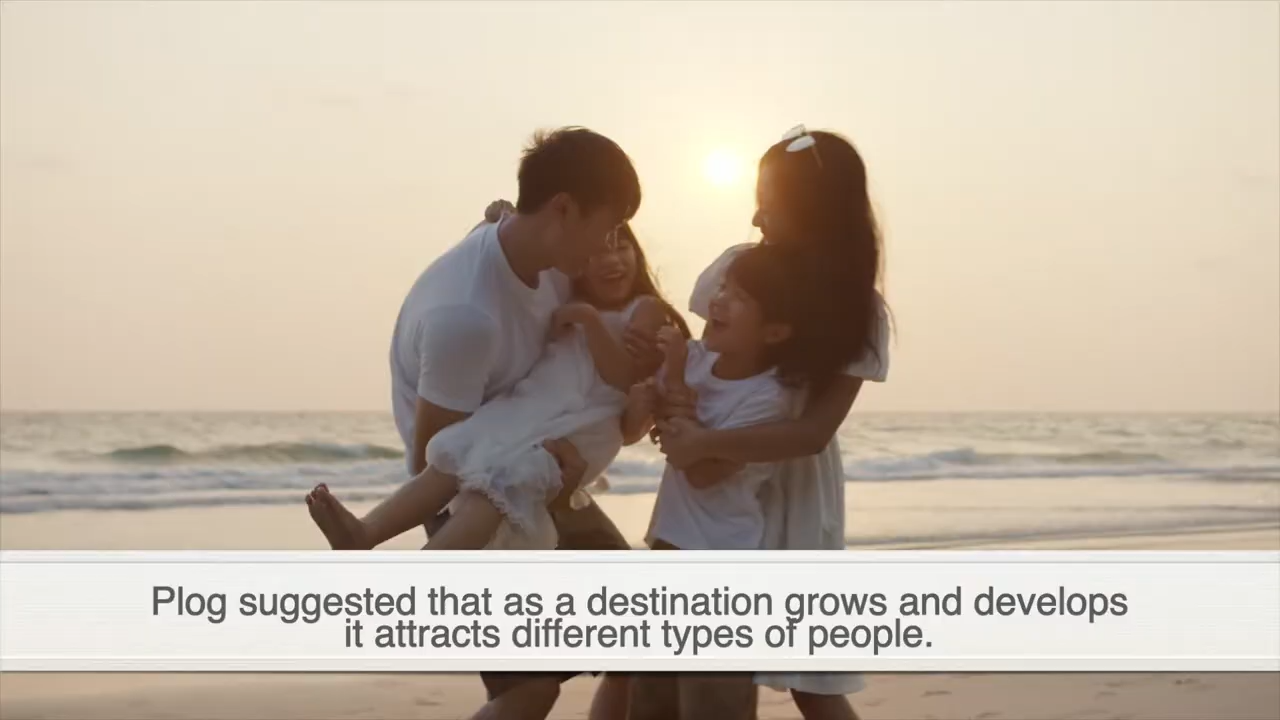 Plog suggested that as a destination grows and develops
it attracts different types of people.